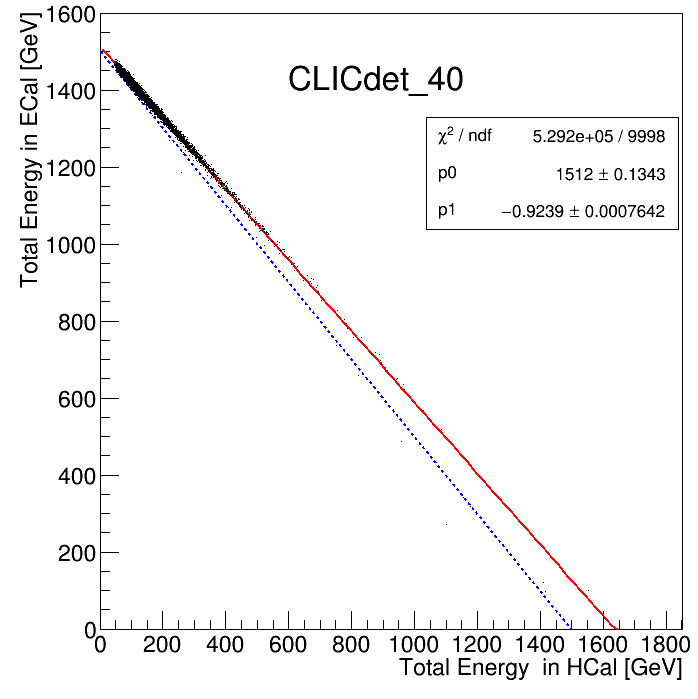 1600
1400
1200
1000
800
600
400
200
0
Total Energy in ECal [GeV]
CLICdet_40
χ² / ndf 5.292e+05 / 9998
p0 1512 ± 0.1343
p1 −0.9239 ± 0.0007642
0 200 400 600 800 1000 1200 1400 1600 1800
Total Energy in HCal [GeV]